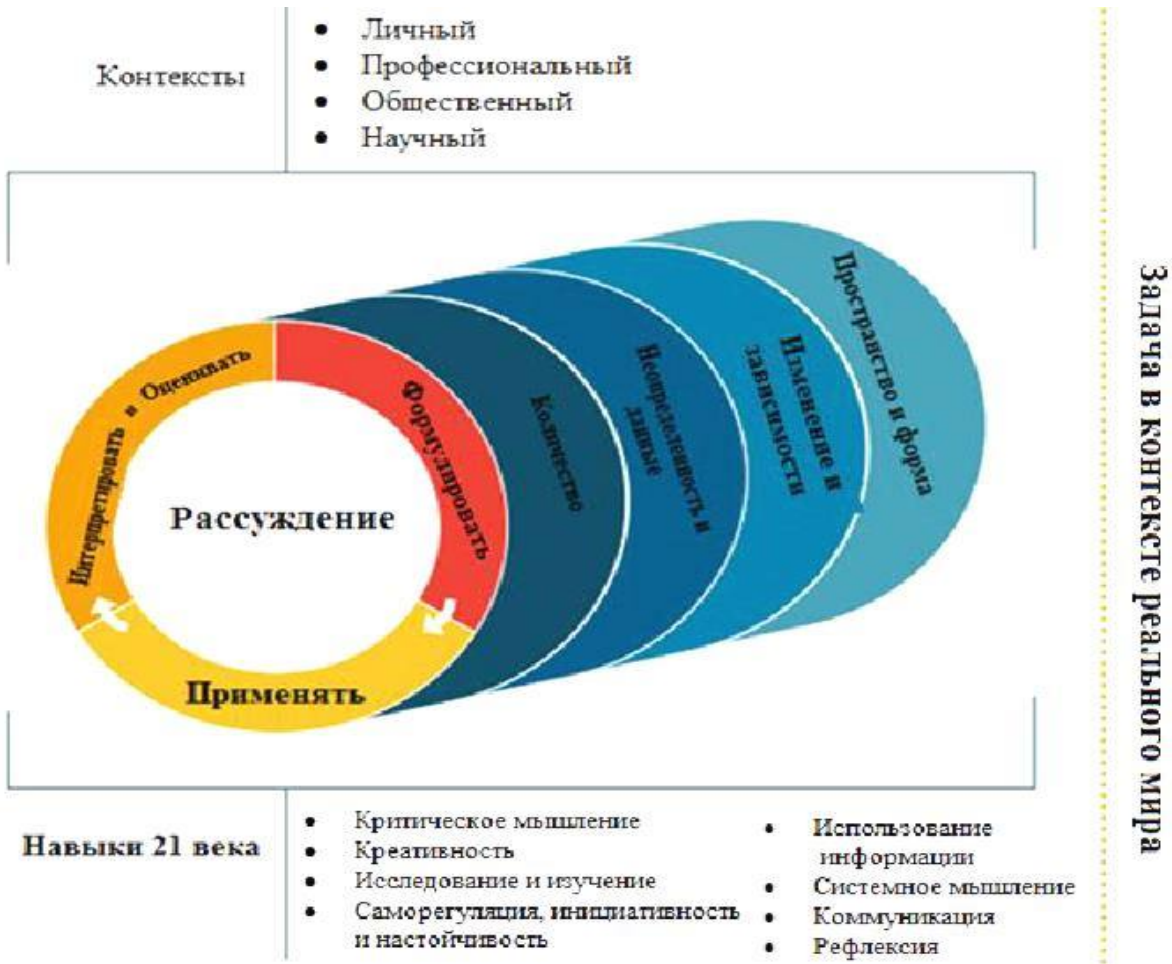 Контексты
• Личный
• Профессиональный
• Общественный
• Научный
Интерпретировать и Оценивать
Формулировать
Применять
Рассуждение
Количество
Неопределенность и
данные
Изменение и
зависимости
Пространство и форма
Задача в контексте реального мира
Навыки 21 века
• Критическое мышление
• Креативность
• Исследование и изучение
• Саморегуляция, инициативность
и настойчивость
• Использование
информации
• Системное мышление
• Коммуникация
• Рефлексия